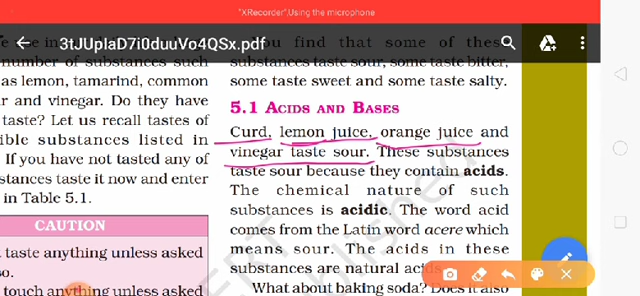 "XRecorder".Using the microphone
3tJUplaD7i0duuVo4QSx.pdf
number of substances such
as lemon, tamarind, common
r and vinegar. Do they have
taste? Let us recall tastes of
ible substances listed in
If you have not tasted any of
stances taste it now and enter
in Table 5.1.
CAUTION
taste anything unless asked
so.
touch anything unless asked
You find that some of these
substances taste sour, some taste bitter,
some taste sweet and some taste salty.
5.1 ACIDS AND BASES
Curd, lemon juice, orange juice and
vinegar taste sour. These substances
taste sour because they contain acids.
The chemical nature of such
substances is acidic. The word acid
comes from the Latin word acere which
means sour. The acids in these
substances are natural acids.
What about baking soda? Does it also